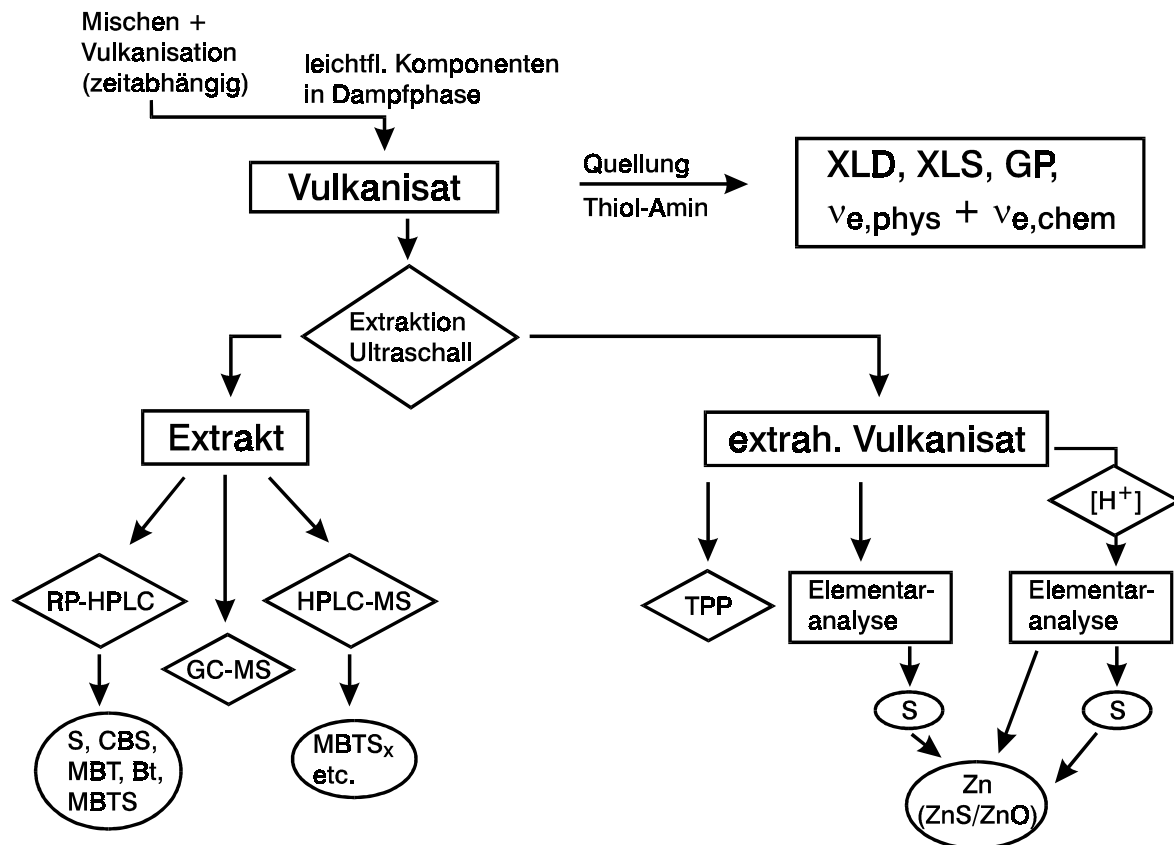 Mischen +
Vulkanisation
(zeitabhängig)
leichtfl. Komponenten
in Dampfphase
Vulkanisat
Quellung
Thiol-Amin
XLD, XLS, GP,
νe,phys + νe,chem
Extraktion
Ultraschall
Extrakt
extrah. Vulkanisat
[H⁺]
RP-HPLC
GC-MS
HPLC-MS
TPP
Elementar-
analyse
Elementar-
analyse
S, CBS,
MBT, Bt,
MBTS
MBTSx
etc.
S
S
Zn
(ZnS/ZnO)